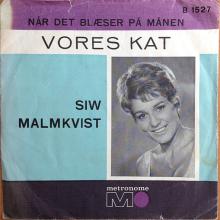 B 1527
NÅR DET BLÆSER PÅ MÅNEN
VORES KAT
SIW
MALMKVIST
metronome
M